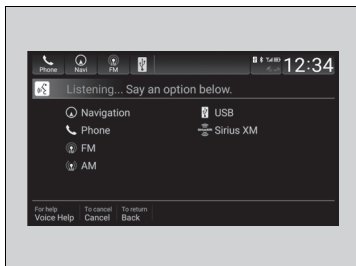 Phone Navi FM 12:34
Listening... Say an option below.
Navigation USB
Phone Sirius XM
FM
AM
For help To cancel To return
Voice Help Cancel Back